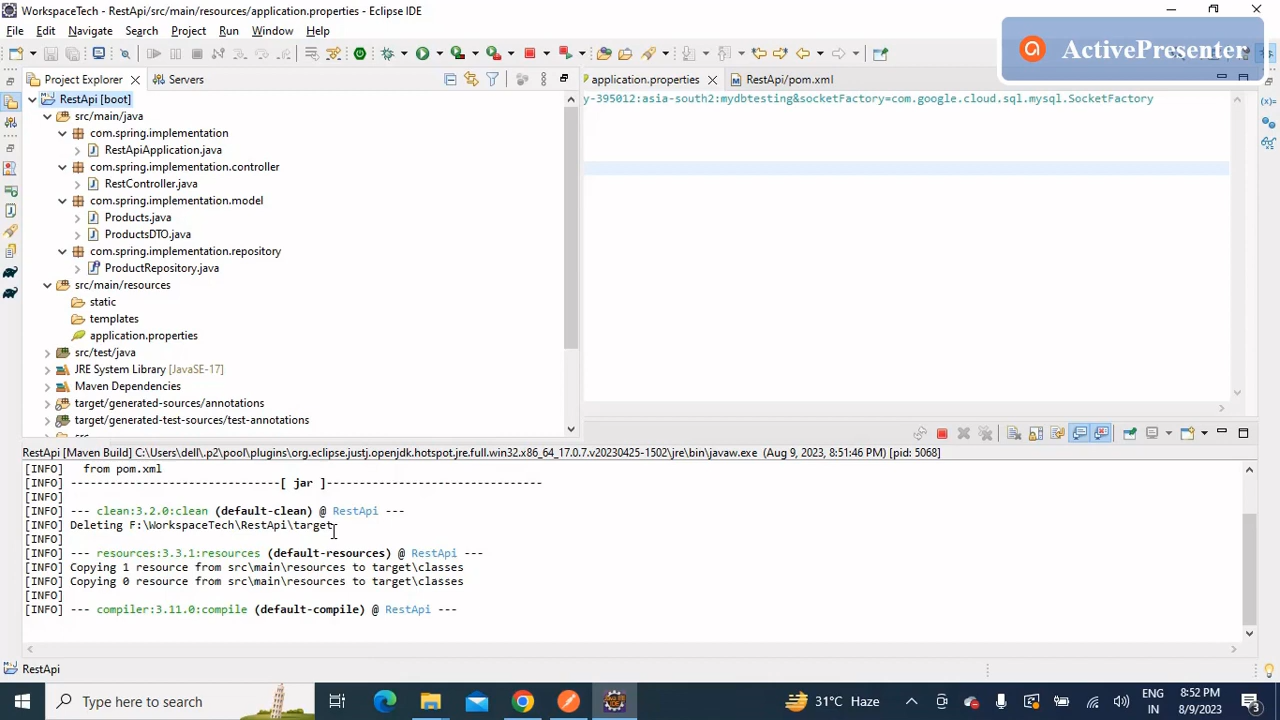 WorkspaceTech - RestApi/src/main/resources/application.properties - Eclipse IDE
File Edit Navigate Search Project Run Window Help
ActivePresenter
Project Explorer Servers
application.properties RestApi/pom.xml
RestApi [boot]
y-395012:asia-south2:mydbtesting&socketFactory=com.google.cloud.sql.mysql.SocketFactory
src/main/java
com.spring.implementation
RestApiApplication.java
com.spring.implementation.controller
RestController.java
com.spring.implementation.model
Products.java
ProductsDTO.java
com.spring.implementation.repository
ProductRepository.java
src/main/resources
static
templates
application.properties
src/test/java
JRE System Library [JavaSE-17]
Maven Dependencies
target/generated-sources/annotations
target/generated-test-sources/test-annotations
RestApi [Maven Build] C:\Users\dell\.p2\pool\plugins\org.eclipse.justj.openjdk.hotspot.jre.full.win32.x86_64_17.0.7.v20230425-1502\jre\bin\javaw.exe (Aug 9, 2023, 8:51:46 PM) [pid: 5068]
[INFO] from pom.xml
[INFO] --------------------------------[ jar ]---------------------------------
[INFO]
[INFO] --- clean:3.2.0:clean (default-clean) @ RestApi ---
[INFO] Deleting F:\WorkspaceTech\RestApi\target
[INFO]
[INFO] --- resources:3.3.1:resources (default-resources) @ RestApi ---
[INFO] Copying 1 resource from src\main\resources to target\classes
[INFO] Copying 0 resource from src\main\resources to target\classes
[INFO]
[INFO] --- compiler:3.11.0:compile (default-compile) @ RestApi ---
RestApi
Type here to search
31°C Haze
ENG
IN
8:52 PM
8/9/2023
3